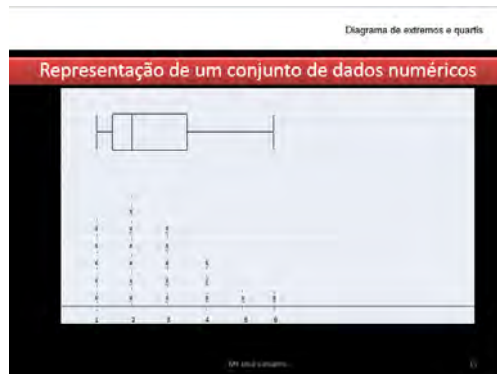 Diagrama de extremos e quartis
Representação de um conjunto de dados numéricos
1 2 3 4 5 6